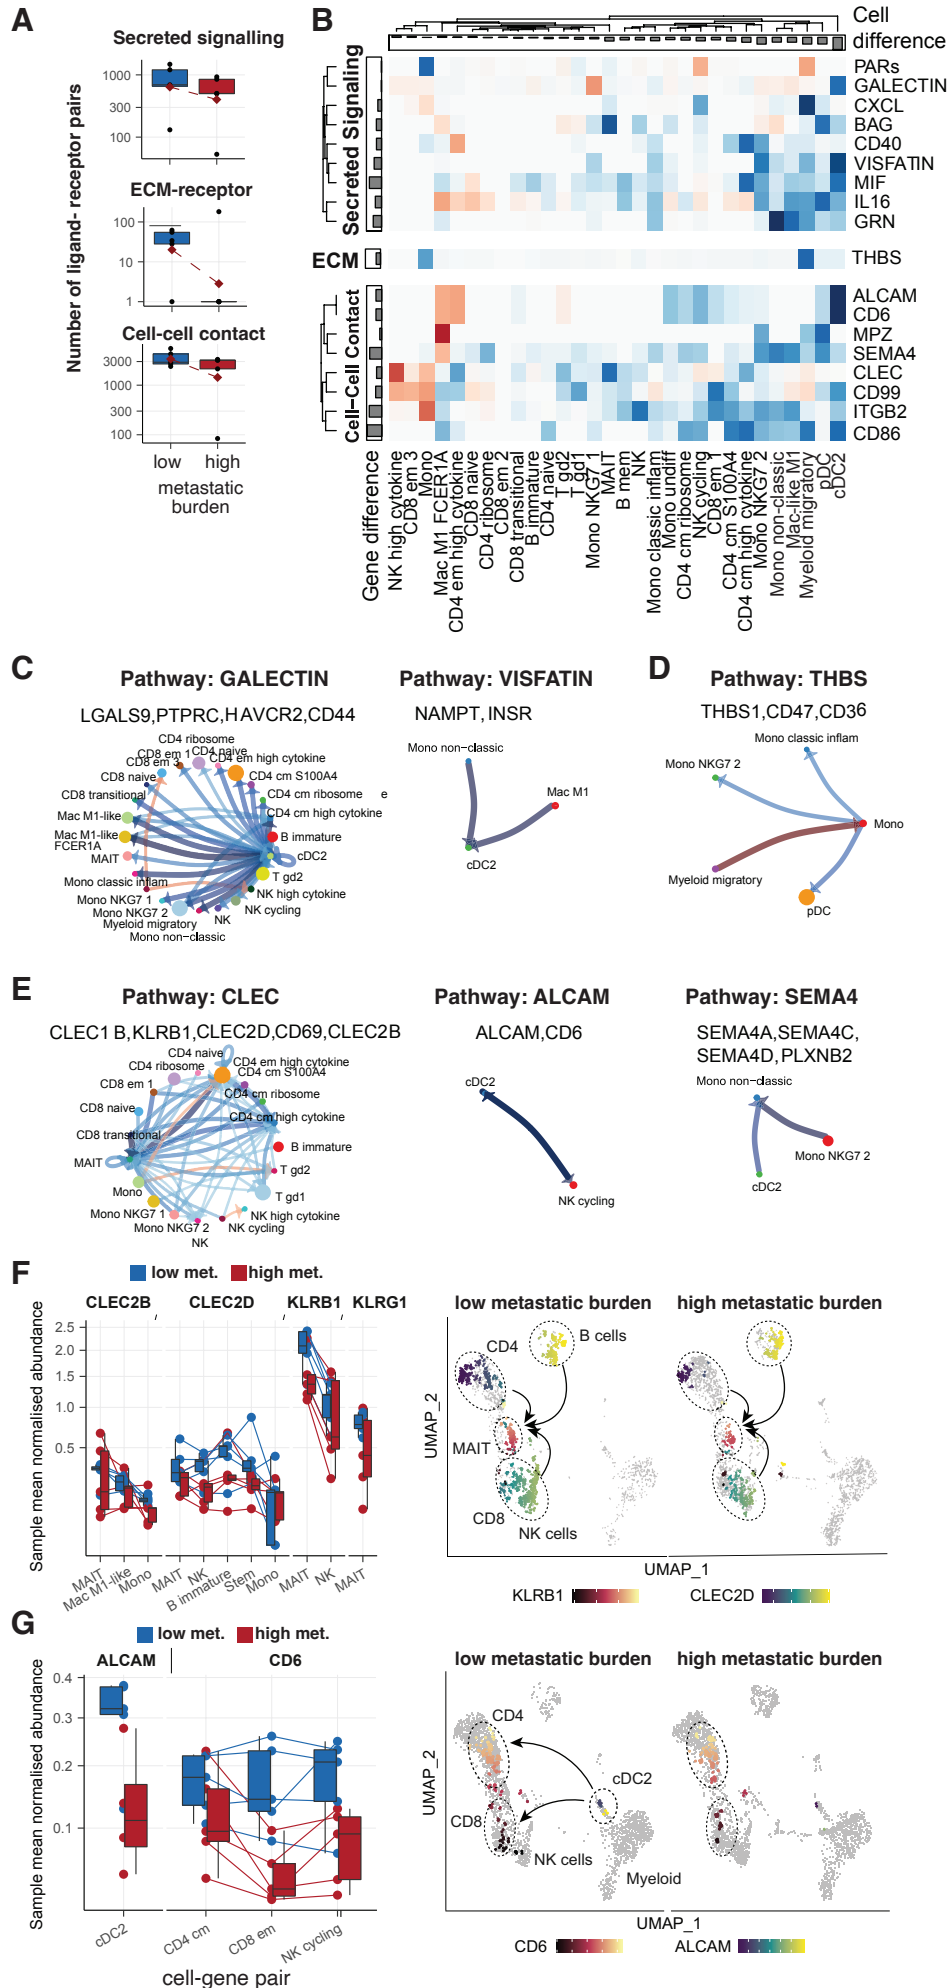 A
Secreted signalling
1000
300
100
ECM-receptor
100
10
1
Cell-cell contact
3000
1000
300
100
Number of ligand- receptor pairs
low
high
metastatic
burden
B
Cell
difference
Secreted Signaling
PARs
GALECTIN
CXCL
BAG
CD40
VISFATIN
MIF
IL16
GRN
ECM
THBS
Cell-Cell Contact
ALCAM
CD6
MPZ
SEMA4
CLEC
CD99
ITGB2
CD86
Gene difference
NK high cytokine
CD8 em 3
Mono
Mac M1 FCER1A
CD4 em high cytokine
CD8 naive
CD4 ribosome
CD8 em 2
CD8 transitional
B immature
CD4 naive
T gd2
T gd1
Mono NKG7 1
MAIT
B mem
NK
Mono classic inflam
Mono undiff
CD4 cm ribosome
NK cycling
CD8 em 1
CD4 cm S100A4
CD4 cm high cytokine
Mono NKG7 2
Mono non-classic
Mac-like M1
Myeloid migratory
pDC
cDC2
C
Pathway: GALECTIN
LGALS9,PTPRC,HAVCR2,CD44
CD4 ribosome
CD8 em 1
CD4 naive
CD8 em 3
CD4 em high cytokine
CD8 naive
CD4 cm S100A4
CD8 transitional
CD4 cm ribosome
e
Mac M1-like
CD4 cm high cytokine
Mac M1-like
FCER1A
B immature
MAIT
cDC2
Mono classic inflam
T gd2
Mono NKG7 1
NK high cytokine
Mono NKG7 2
NK cycling
Myeloid migratory
NK
Mono non-classic
Pathway: VISFATIN
NAMPT, INSR
Mono non-classic
Mac M1
cDC2
D
Pathway: THBS
THBS1,CD47,CD36
Mono classic inflam
Mono NKG7 2
Mono
Myeloid migratory
pDC
E
Pathway: CLEC
CLEC1 B,KLRB1,CLEC2D,CD69,CLEC2B
CD4 naive
CD4 em high cytokine
CD4 ribosome
CD4 cm S100A4
CD8 em 1
CD4 cm ribosome
CD8 naive
CD4 cm high cytokine
CD8 transitional
B immature
MAIT
T gd2
Mono
T gd1
Mono NKG7 1
NK high cytokine
Mono NKG7 2
NK cycling
NK
Pathway: ALCAM
ALCAM,CD6
cDC2
NK cycling
Pathway: SEMA4
SEMA4A,SEMA4C,
SEMA4D, PLXNB2
Mono non-classic
Mono NKG7 2
cDC2
F
low met. high met.
CLEC2B
CLEC2D
KLRB1
KLRG1
Sample mean normalised abundance
2.5
2.0
1.5
1.0
0.5
MAIT
Mac M1-like
Mono
MAIT
NK
B immature
Stem
Mono
MAIT
NK
MAIT
low metastatic burden
high metastatic burden
CD4
B cells
MAIT
CD8
NK cells
UMAP_2
UMAP_1
KLRB1
CLEC2D
G
low met. high met.
ALCAM
CD6
Sample mean normalised abundance
0.4
0.3
0.2
0.1
cDC2
CD4 cm
CD8 em
NK cycling
cell-gene pair
low metastatic burden
high metastatic burden
CD4
cDC2
CD8
NK cells
Myeloid
UMAP_2
UMAP_1
CD6
ALCAM